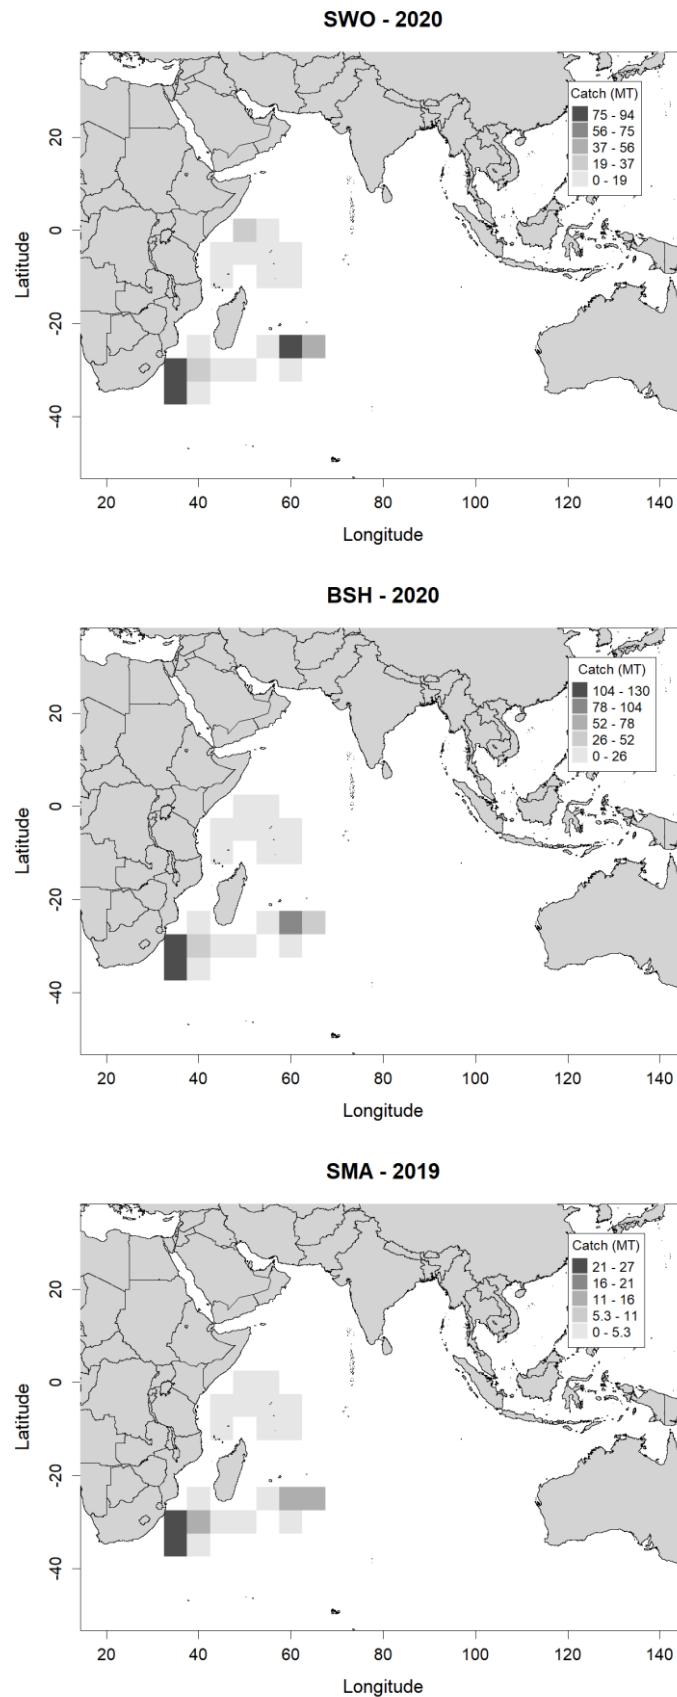 SWO - 2020
Catch (MT)
75 - 94
56 - 75
37 - 56
19 - 37
0 - 19
Latitude
20
0
-20
-40
20 40 60 80 100 120 140
Longitude
BSH - 2020
Catch (MT)
104 - 130
78 - 104
52 - 78
26 - 52
0 - 26
Latitude
20
0
-20
-40
20 40 60 80 100 120 140
Longitude
SMA - 2019
Catch (MT)
21 - 27
16 - 21
11 - 16
5.3 - 11
0 - 5.3
Latitude
20
0
-20
-40
20 40 60 80 100 120 140
Longitude